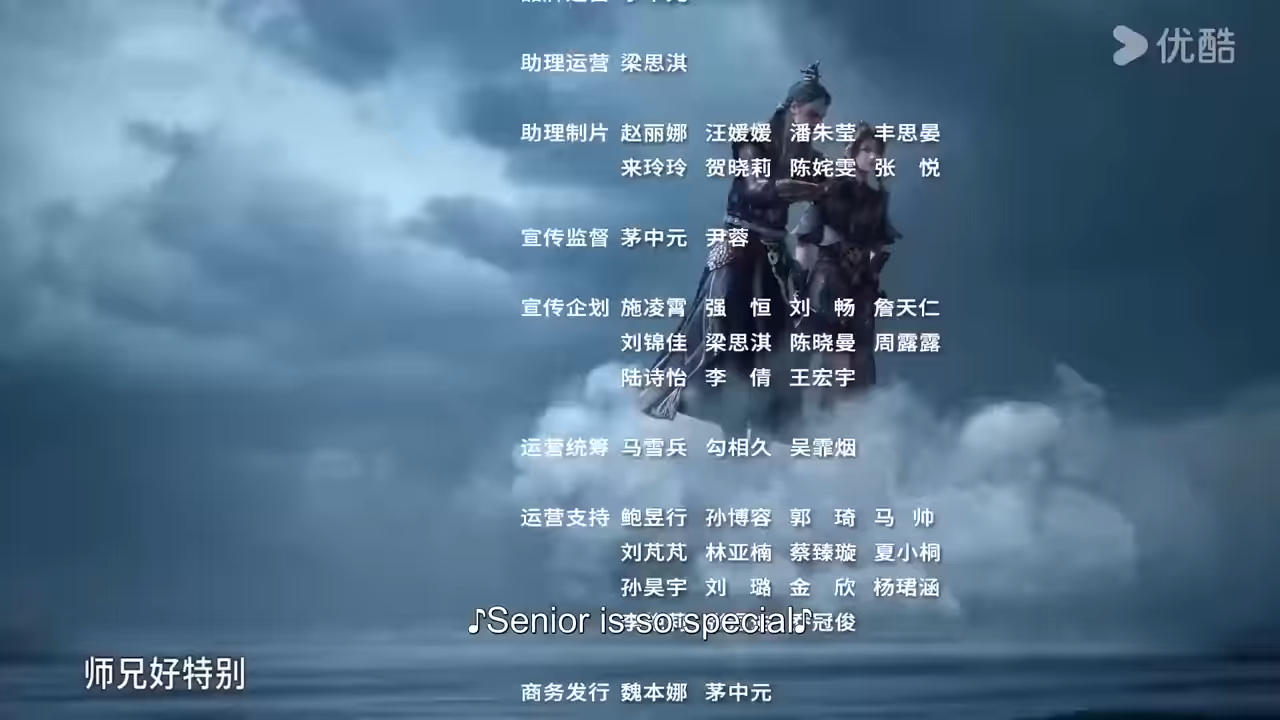 优酷
助理运营 梁思淇
助理制片 赵丽娜 汪媛媛 潘朱莹 丰思晏
来玲玲 贺晓莉 陈姹雯 张 悦
宣传监督 茅中元 尹蓉
宣传企划 施凌霄 强 恒 刘 畅 詹天仁
刘锦佳 梁思淇 陈晓曼 周露露
陆诗怡 李 倩 王宏宇
运营统筹 马雪兵 勾相久 吴霏烟
运营支持 鲍昱行 孙博容 郭 琦 马 帅
刘芃芃 林亚楠 蔡臻璇 夏小桐
孙昊宇 刘 璐 金 欣 杨珺涵
♪Senior is so special♪
冠俊
师兄好特别
商务发行 魏本娜 茅中元